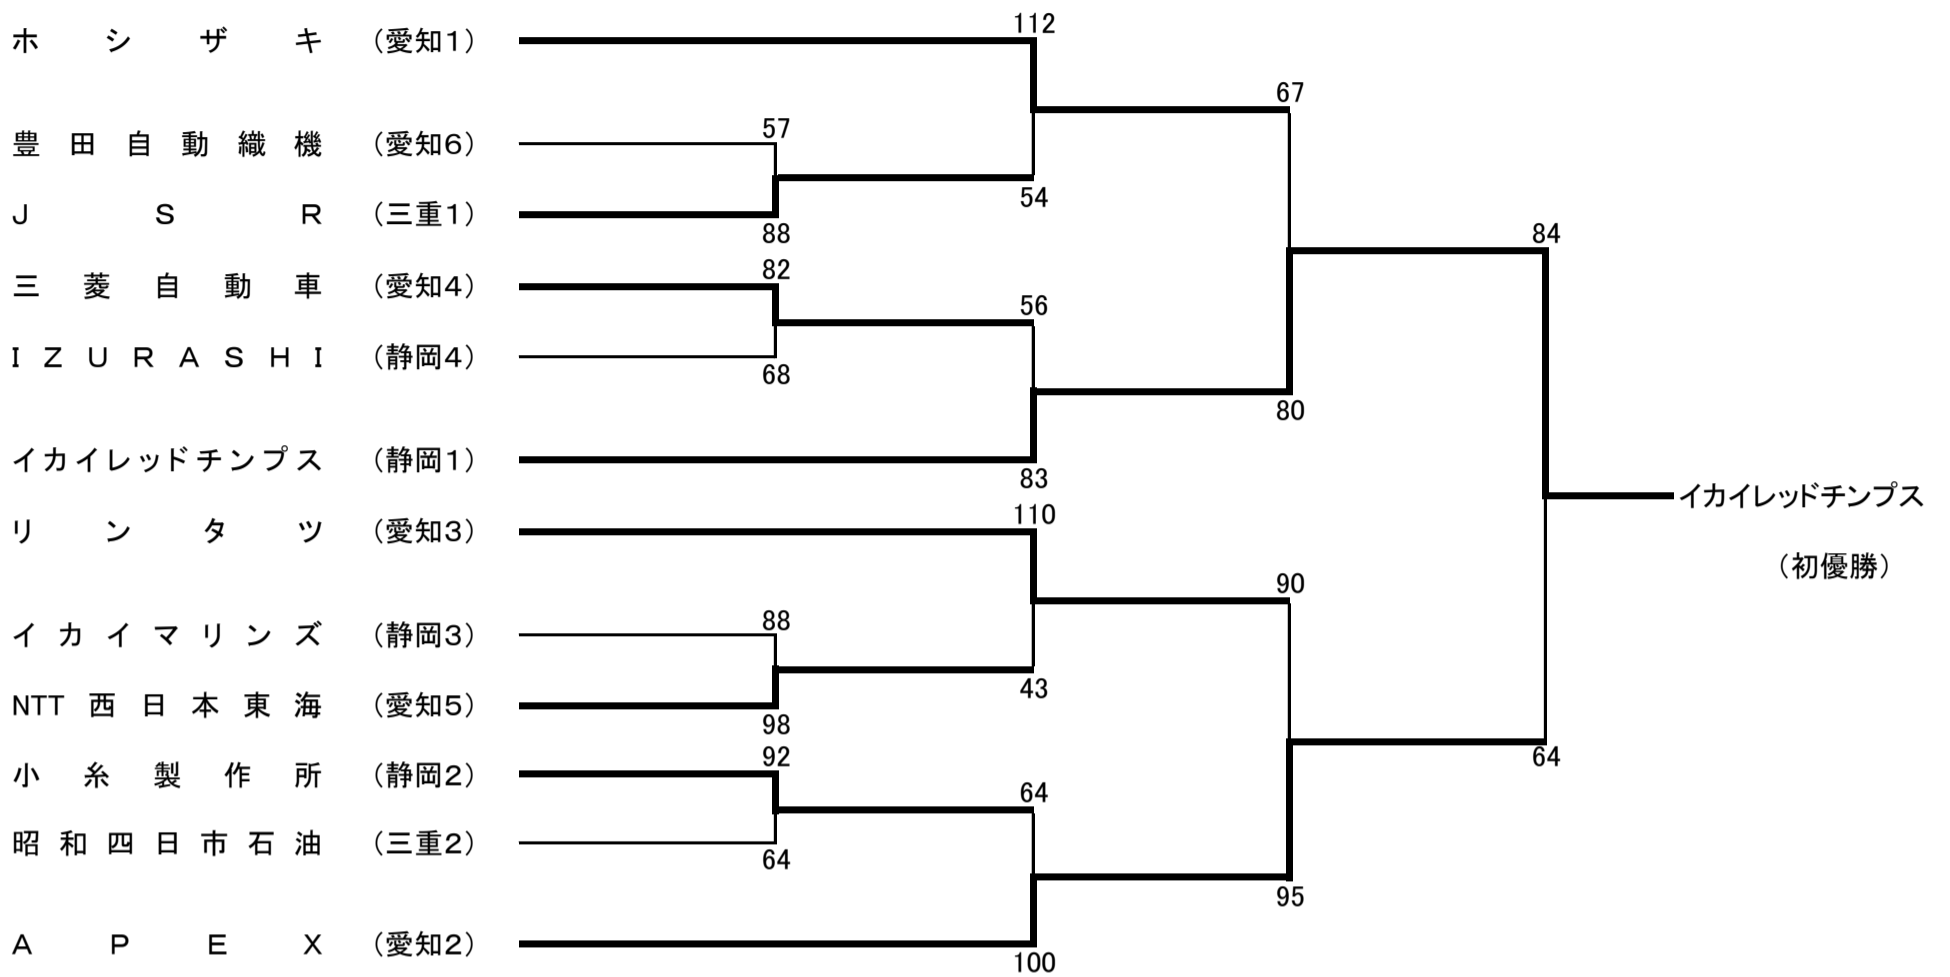 112
ホシザキ (愛知1)
67
57
豊田自動織機 (愛知6)
54
JSR (三重1)
88
84
82
三菱自動車 (愛知4)
56
IZURASHI (静岡4)
68
80
イカイレッドチンプス (静岡1)
83
イカイレッドチンプス
110
リンタツ (愛知3)
(初優勝)
90
88
イカイマリンズ (静岡3)
43
NTT西日本東海 (愛知5)
98
92
64
小糸製作所 (静岡2)
64
昭和四日市石油 (三重2)
64
95
APEX (愛知2)
100